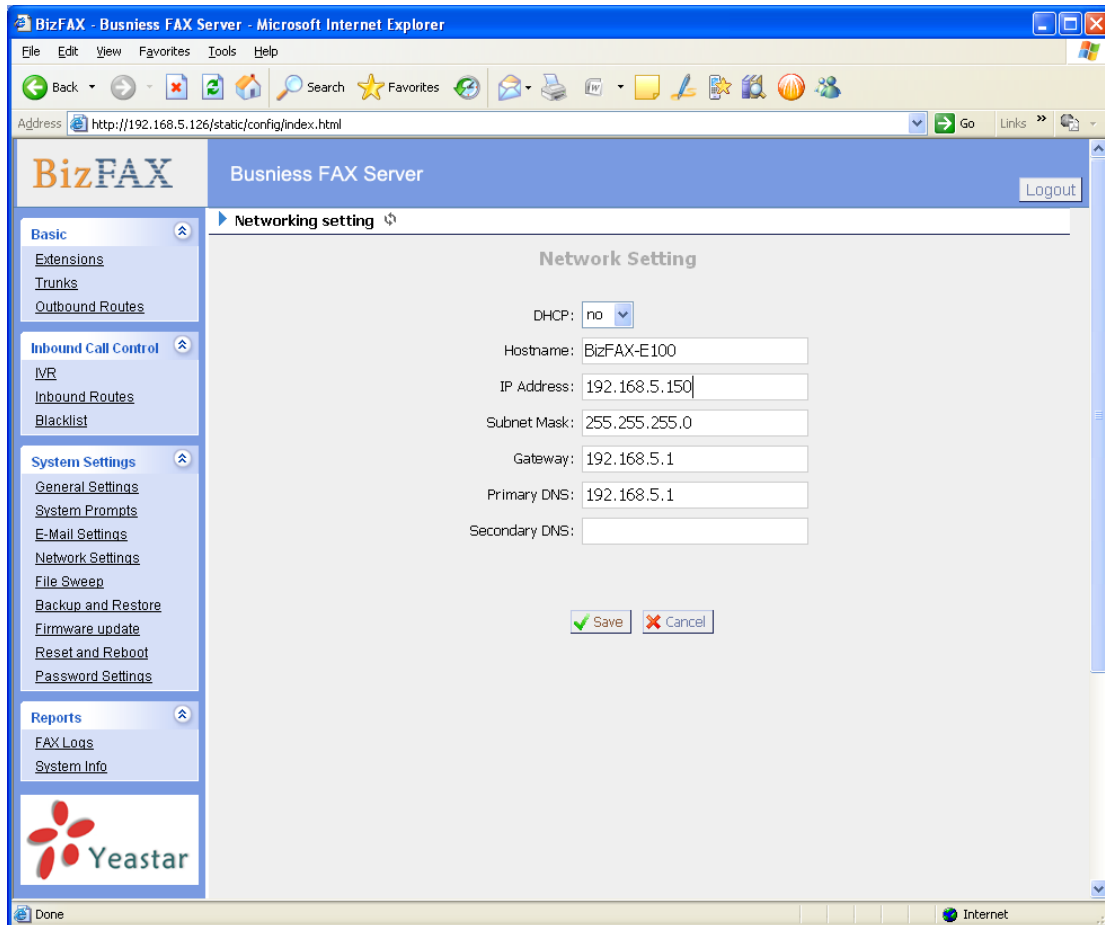 BizFAX - Busniess FAX Server - Microsoft Internet Explorer
File Edit View Favorites Tools Help
Back Search Favorites
Address http://192.168.5.126/static/config/index.html Go Links »
BizFAX
Busniess FAX Server
Logout
Networking setting
Basic
Extensions
Trunks
Outbound Routes
Inbound Call Control
IVR
Inbound Routes
Blacklist
System Settings
General Settings
System Prompts
E-Mail Settings
Network Settings
File Sweep
Backup and Restore
Firmware update
Reset and Reboot
Password Settings
Reports
FAX Logs
System Info
Yeastar
Network Setting
DHCP: no
Hostname: BizFAX-E100
IP Address: 192.168.5.150
Subnet Mask: 255.255.255.0
Gateway: 192.168.5.1
Primary DNS: 192.168.5.1
Secondary DNS:
Save Cancel
Done Internet